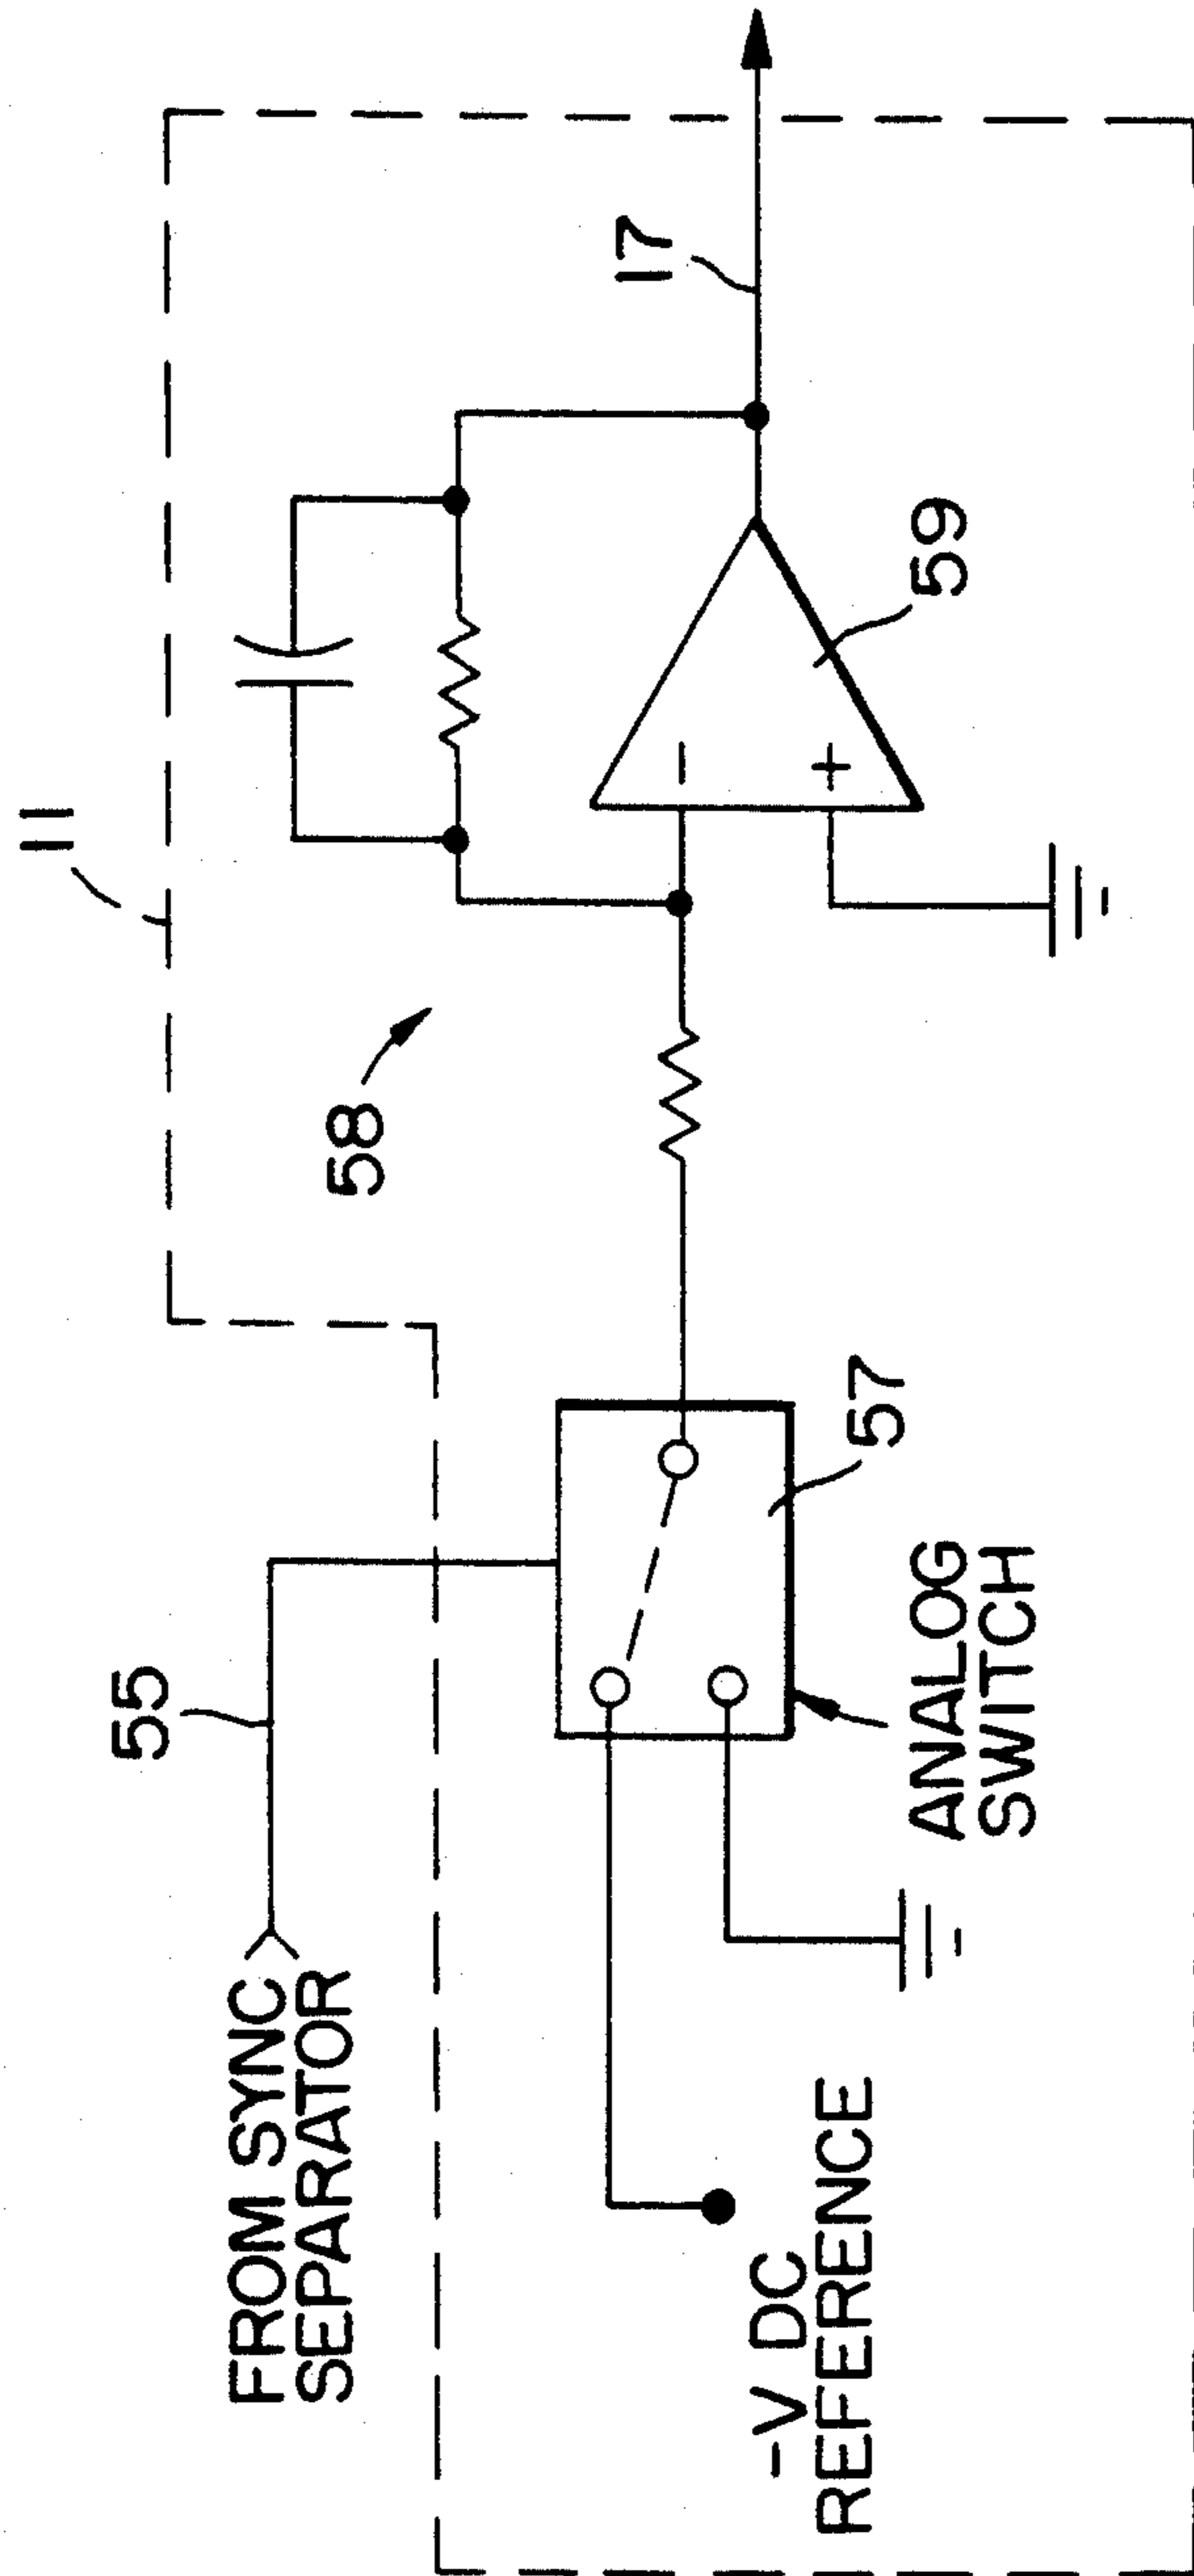 11
FROM SYNC
SEPARATOR
55
58
17
-V DC
REFERENCE
ANALOG
SWITCH
57
59
-
+